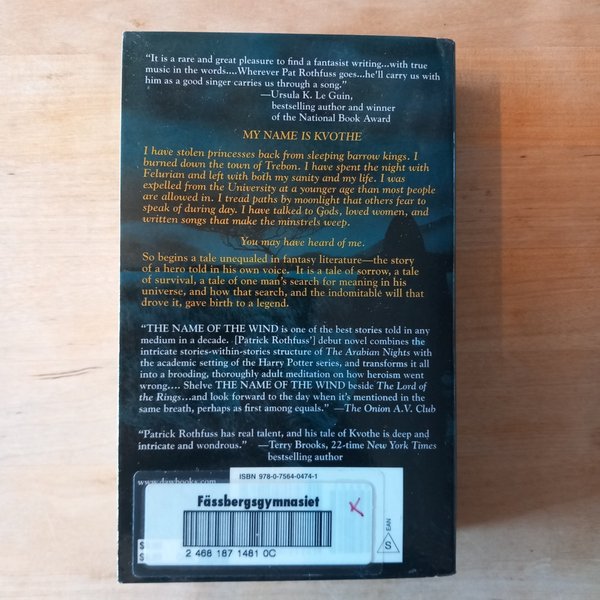 “It is a rare and great pleasure to find a fantasist writing...with true
music in the words....Wherever Pat Rothfuss goes...he'll carry us with
him as a good singer carries us through a song.”
—Ursula K. Le Guin,
bestselling author and winner
of the National Book Award
MY NAME IS KVOTHE
I have stolen princesses back from sleeping barrow kings. I
burned down the town of Trebon. I have spent the night with
Felurian and left with both my sanity and my life. I was
expelled from the University at a younger age than most people
are allowed in. I tread paths by moonlight that others fear to
speak of during day. I have talked to Gods, loved women, and
written songs that make the minstrels weep.
You may have heard of me.
So begins a tale unequaled in fantasy literature—the story
of a hero told in his own voice. It is a tale of sorrow, a tale
of survival, a tale of one man's search for meaning in his
universe, and how that search, and the indomitable will that
drove it, gave birth to a legend.
“THE NAME OF THE WIND is one of the best stories told in any
medium in a decade. [Patrick Rothfuss'] debut novel combines the
intricate stories-within-stories structure of The Arabian Nights with
the academic setting of the Harry Potter series, and transforms it all
into a brooding, thoroughly adult meditation on how heroism went
wrong.... Shelve THE NAME OF THE WIND beside The Lord of
the Rings...and look forward to the day when it's mentioned in the
same breath, perhaps as first among equals.” —The Onion A.V. Club
“Patrick Rothfuss has real talent, and his tale of Kvothe is deep and
intricate and wondrous.” —Terry Brooks, 22-time New York Times
bestselling author
www.dawbooks.com
ISBN 978-0-7564-0474-1
Fässbergsgymnasiet
2 468 187 1481 0C
EAN
S